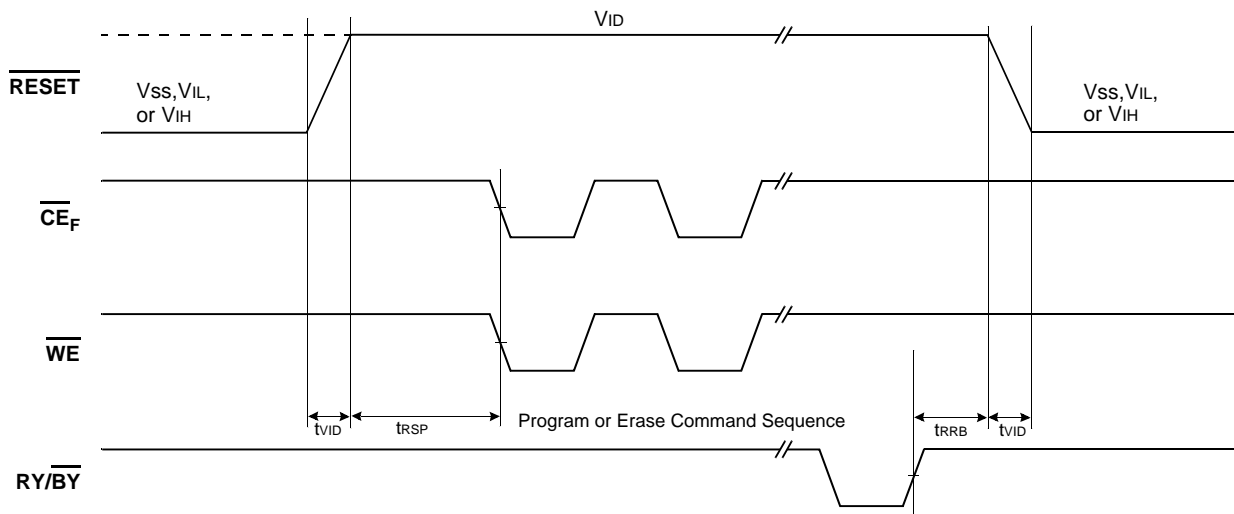 VID
RESET
Vss,VIL,
or VIH
Vss,VIL,
or VIH
CEF
WE
tVID
tRSP
Program or Erase Command Sequence
tRRB
tVID
RY/BY